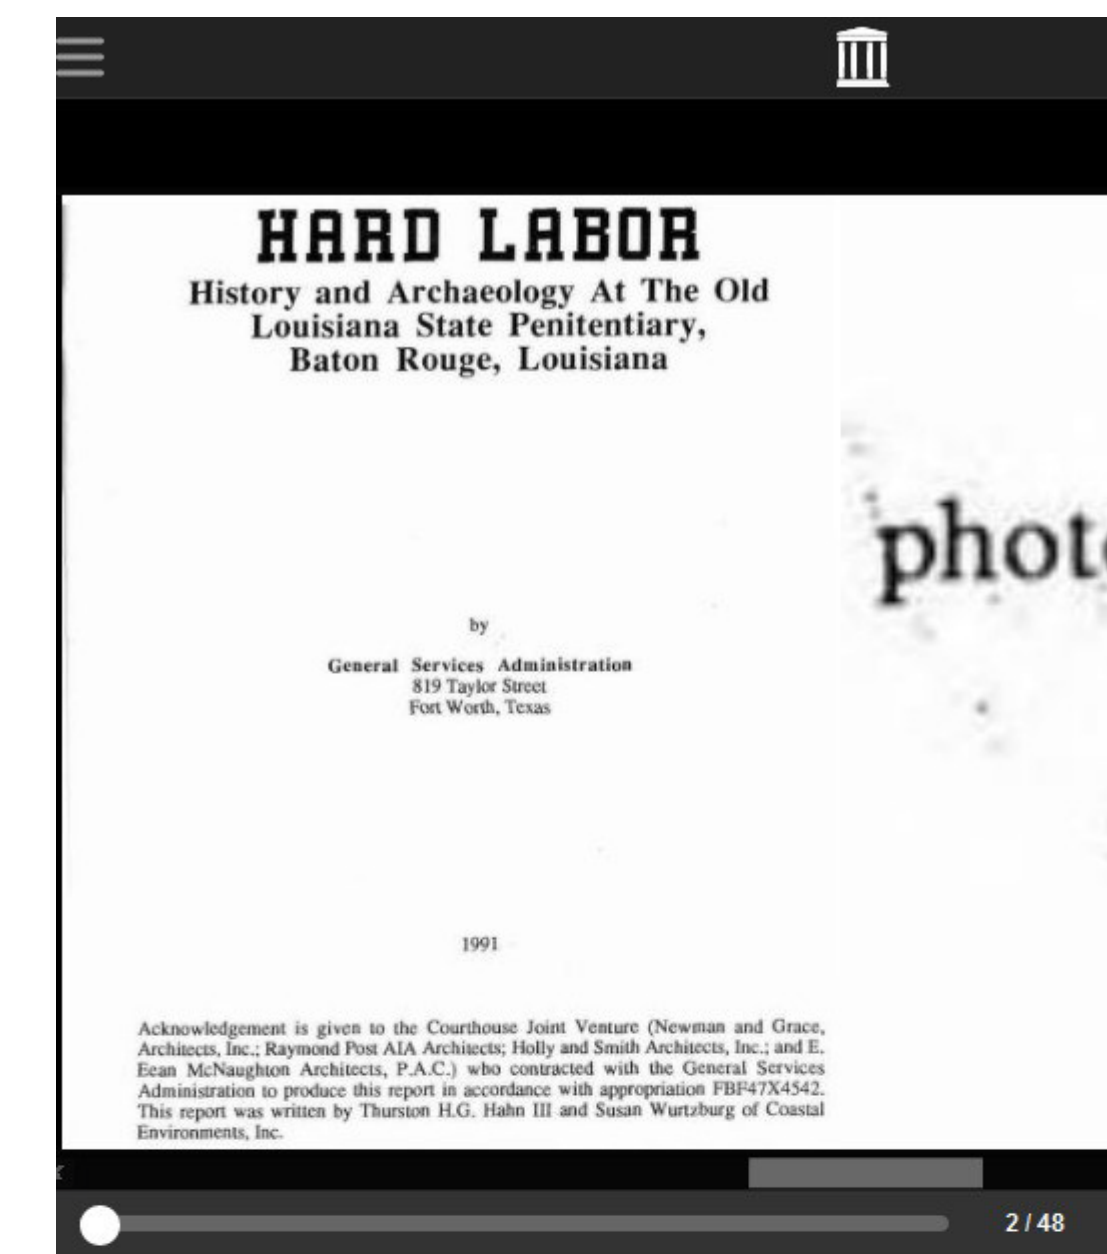 HARD LABOR
History and Archaeology At The Old
Louisiana State Penitentiary,
Baton Rouge, Louisiana
by
General Services Administration
819 Taylor Street
Fort Worth, Texas
1991
Acknowledgement is given to the Courthouse Joint Venture (Newman and Grace,
Architects, Inc.; Raymond Post AIA Architects; Holly and Smith Architects, Inc.; and E.
Eean McNaughton Architects, P.A.C.) who contracted with the General Services
Administration to produce this report in accordance with appropriation FBF47X4542.
This report was written by Thurston H.G. Hahn III and Susan Wurtzburg of Coastal
Environments, Inc.
2 / 48